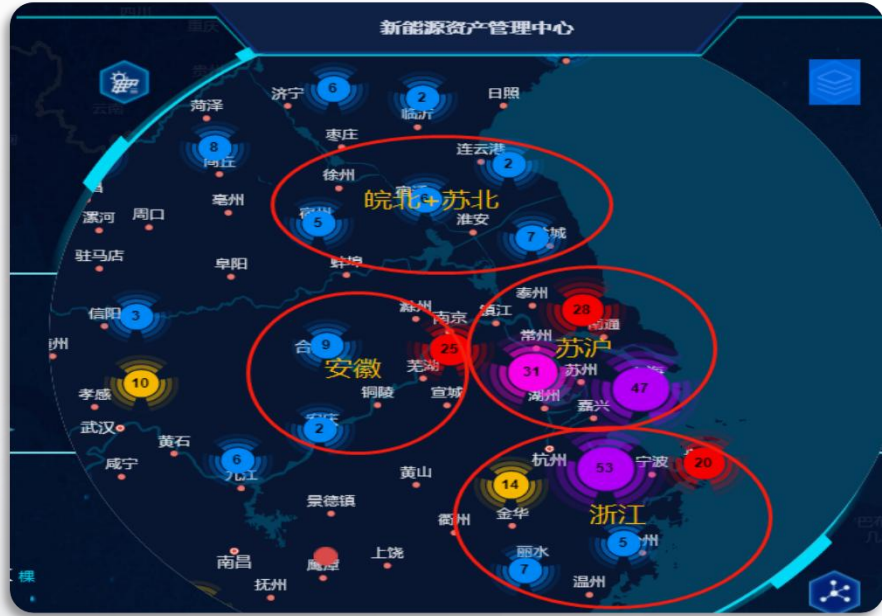 新能源资产管理中心
济宁
6
2
日照
菏泽
临沂
枣庄
8
商丘
连云港
2
徐州
皖北+苏北
亳州
5
淮安
漯河
周口
7
驻马店
阜阳
蚌埠
泰州
滁州
28
信阳
3
南京
镇江
南通
常州
9
25
苏沪
安徽
芜湖
31
苏州
10
47
铜陵
宣城
湖州
孝感
嘉兴
安庆
2
武汉
黄石
杭州
6
53
宁波
20
咸宁
九江
黄山
14
景德镇
金华
浙江
衢州
5
丽水
南昌
上饶
鹰潭
7
抚州
温州
棵